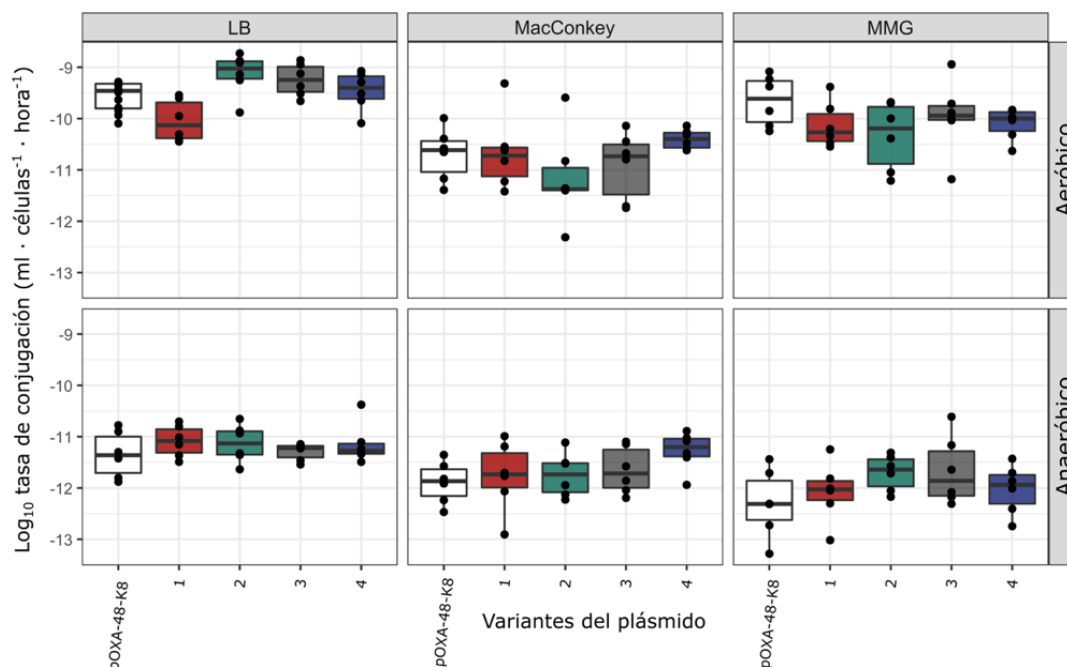 LB
MacConkey
MMG
-9
-10
-11
-12
-13
Aeróbico
-9
-10
-11
-12
-13
Anaeróbico
Log₁₀ tasa de conjugación (ml · células⁻¹ · hora⁻¹)
pOXA-48-K8 1 2 3 4
pOXA-48-K8 1 2 3 4
pOXA-48-K8 1 2 3 4
Variantes del plásmido